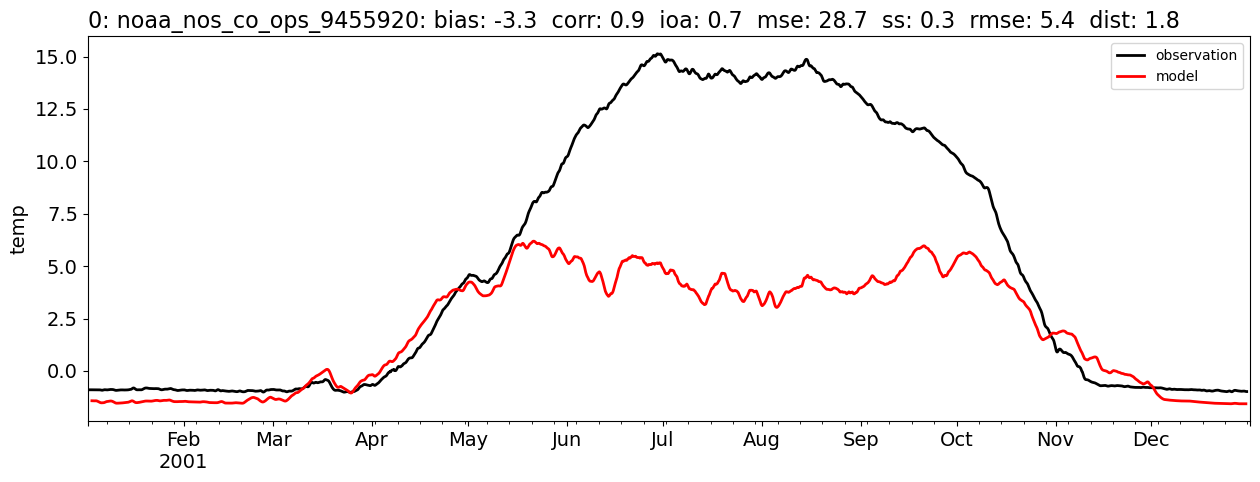 0: noaa_nos_co_ops_9455920: bias: -3.3  corr: 0.9  ioa: 0.7  mse: 28.7  ss: 0.3  rmse: 5.4  dist: 1.8
observation
model
temp
15.0
12.5
10.0
7.5
5.0
2.5
0.0
Feb Mar Apr May Jun Jul Aug Sep Oct Nov Dec
2001